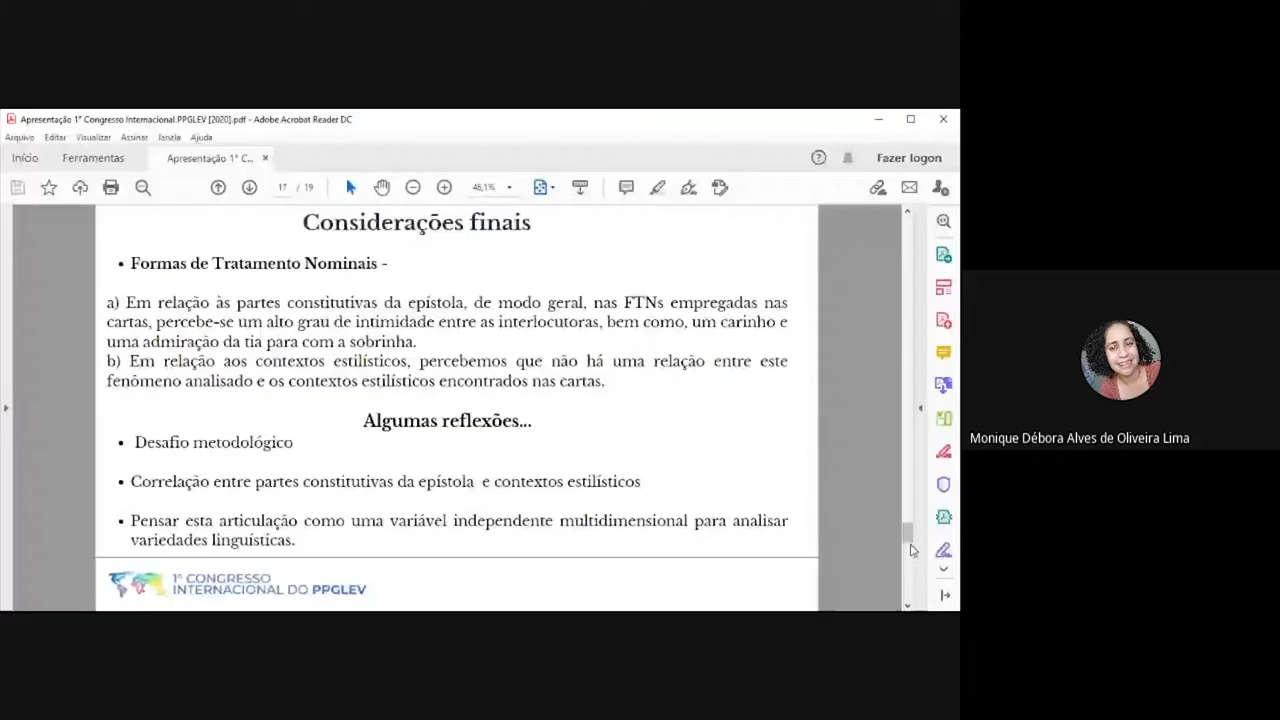 Apresentação 1° Congresso Internacional.PPGLEV [2020].pdf - Adobe Acrobat Reader DC
Arquivo Editar Visualizar Assinar Janela Ajuda
Início Ferramentas Apresentação 1° C... × Fazer logon
17 / 19 46,1%
Considerações finais
• Formas de Tratamento Nominais -
a) Em relação às partes constitutivas da epístola, de modo geral, nas FTNs empregadas nas
cartas, percebe-se um alto grau de intimidade entre as interlocutoras, bem como, um carinho e
uma admiração da tia para com a sobrinha.
b) Em relação aos contextos estilísticos, percebemos que não há uma relação entre este
fenômeno analisado e os contextos estilísticos encontrados nas cartas.
Algumas reflexões...
• Desafio metodológico
• Correlação entre partes constitutivas da epístola e contextos estilísticos
• Pensar esta articulação como uma variável independente multidimensional para analisar
variedades linguísticas.
1º CONGRESSO
INTERNACIONAL DO PPGLEV
Monique Débora Alves de Oliveira Lima